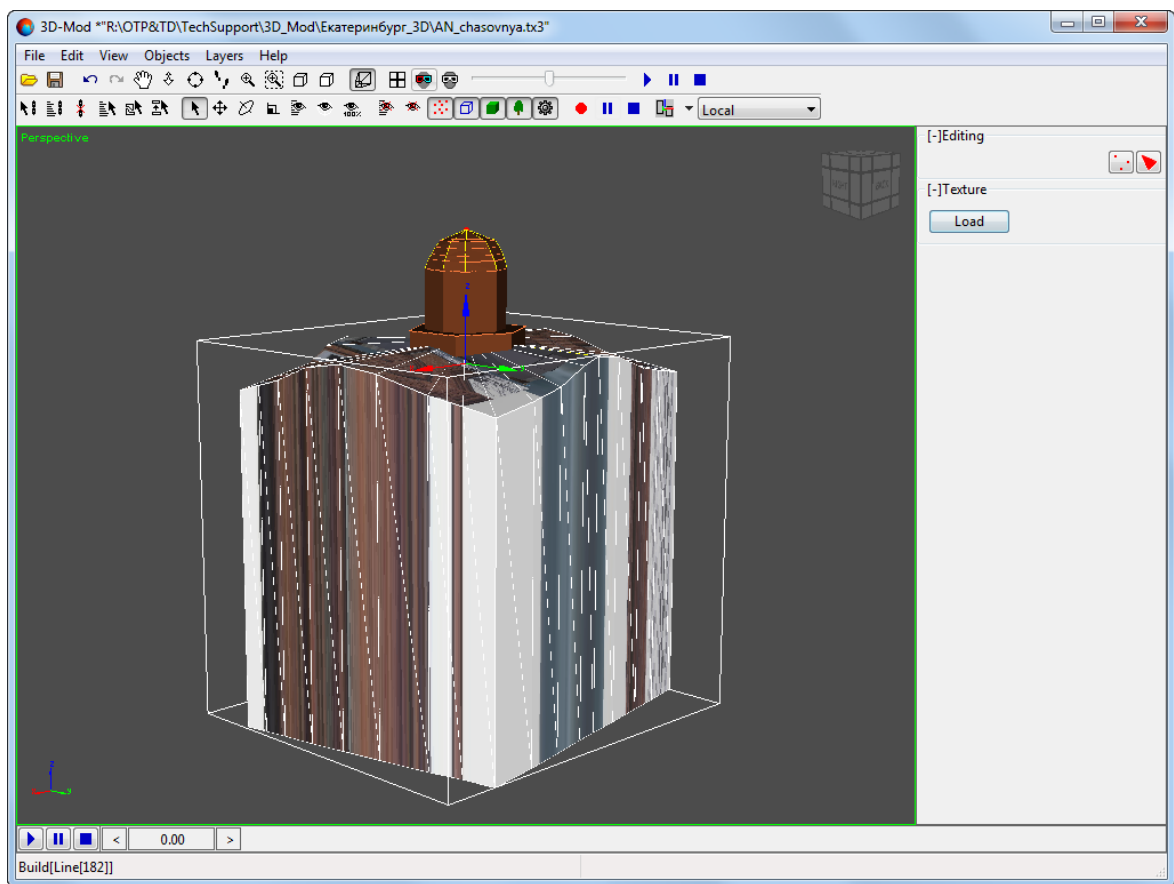 3D-Mod *"R:\OTP&TD\TechSupport\3D_Mod\Екатеринбург_3D\AN_chasovnya.tx3"
File Edit View Objects Layers Help
100%
Local
Perspective
[-]Editing
[-]Texture
Load
z
z
y
< 0.00 >
Build[Line[182]]